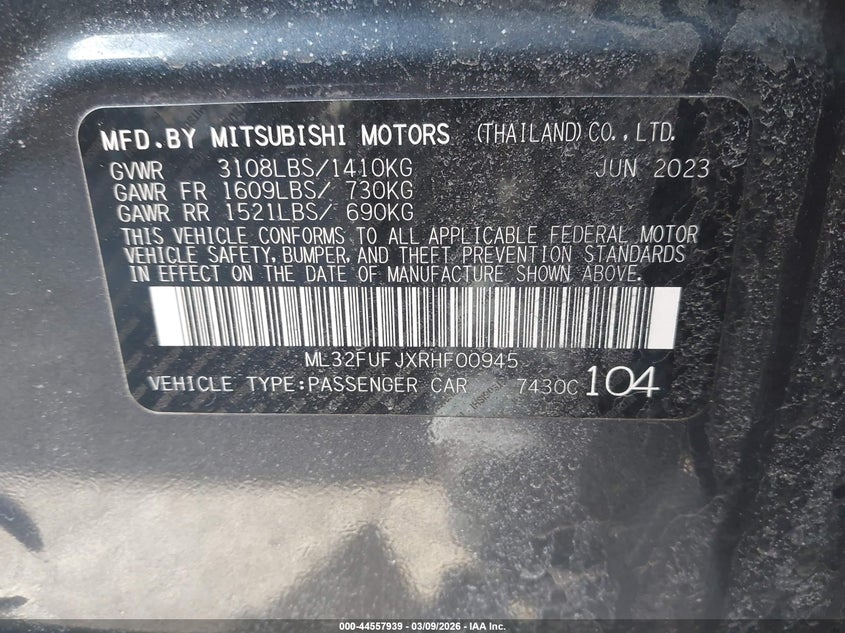 MFD.BY MITSUBISHI MOTORS (THAILAND)CO.,LTD.
GVWR 3108LBS/1410KG JUN 2023
GAWR FR 1609LBS/ 730KG
GAWR RR 1521LBS/ 690KG
THIS VEHICLE CONFORMS TO ALL APPLICABLE FEDERAL MOTOR
VEHICLE SAFETY, BUMPER, AND THEFT PREVENTION STANDARDS
IN EFFECT ON THE DATE OF MANUFACTURE SHOWN ABOVE.
ML32FUFJXRHF00945
VEHICLE TYPE:PASSENGER CAR 7430C 104
000-44557939 - 03/09/2026 - IAA Inc.